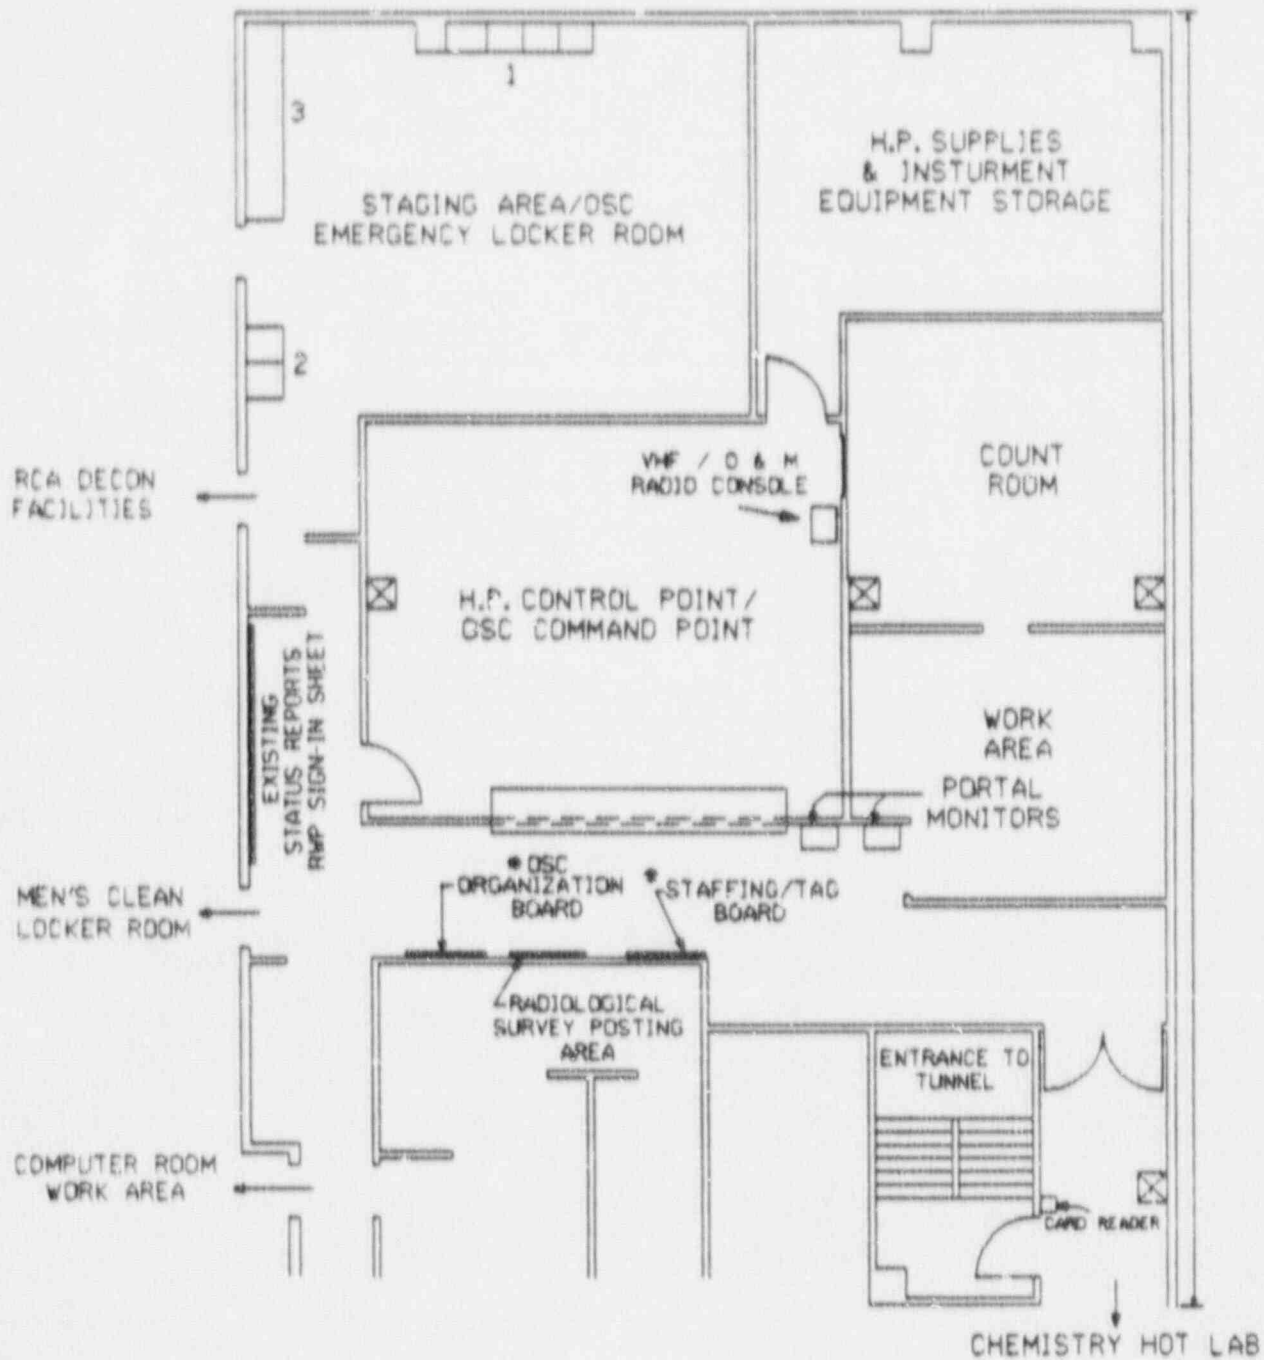 1
3
H.P. SUPPLIES
& INSTURMENT
EQUIPMENT STORAGE
STAGING AREA/OSC
EMERGENCY LOCKER ROOM
2
RCA DECON
FACILITIES
VHF / O & M
RADIO CONSOLE
COUNT
ROOM
H.P. CONTROL POINT/
OSC COMMAND POINT
EXISTING
STATUS REPORTS
RWP SIGN-IN SHEET
WORK
AREA
PORTAL
MONITORS
MEN'S CLEAN
LOCKER ROOM
* OSC
ORGANIZATION
BOARD
* STAFFING/TAG
BOARD
RADIOLOGICAL
SURVEY POSTING
AREA
ENTRANCE TO
TUNNEL
COMPUTER ROOM
WORK AREA
CARD READER
CHEMISTRY HOT LAB